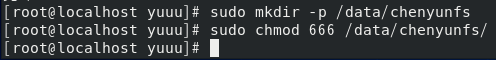 [root@localhost yuuu]# sudo mkdir -p /data/chenyunfs
[root@localhost yuuu]# sudo chmod 666 /data/chenyunfs/
[root@localhost yuuu]#